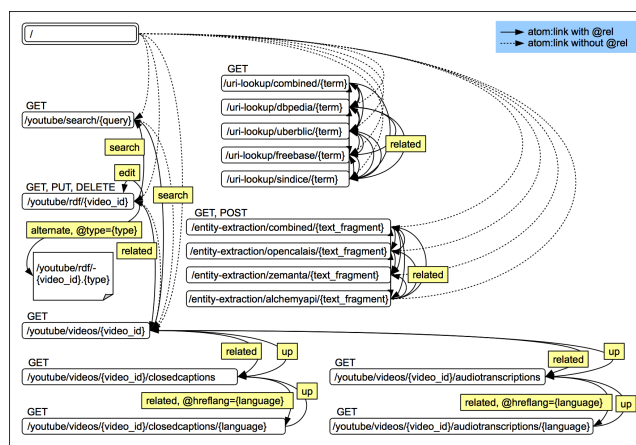 /
atom:link with @rel
atom:link without @rel
GET
/youtube/search/{query}
search
edit
GET, PUT, DELETE
/youtube/rdf/{video_id}
search
alternate, @type={type}
related
/youtube/rdf/-
{video_id}.{type}
GET
/uri-lookup/combined/{term}
/uri-lookup/dbpedia/{term}
/uri-lookup/uberblic/{term}
/uri-lookup/freebase/{term}
/uri-lookup/sindice/{term}
related
GET, POST
/entity-extraction/combined/{text_fragment}
/entity-extraction/opencalais/{text_fragment}
/entity-extraction/zemanta/{text_fragment}
/entity-extraction/alchemyapi/{text_fragment}
related
GET
/youtube/videos/{video_id}
related
up
GET
/youtube/videos/{video_id}/closedcaptions
related, @hreflang={language}
up
GET
/youtube/videos/{video_id}/closedcaptions/{language}
related
up
GET
/youtube/videos/{video_id}/audiotranscriptions
related, @hreflang={language}
up
GET
/youtube/videos/{video_id}/audiotranscriptions/{language}